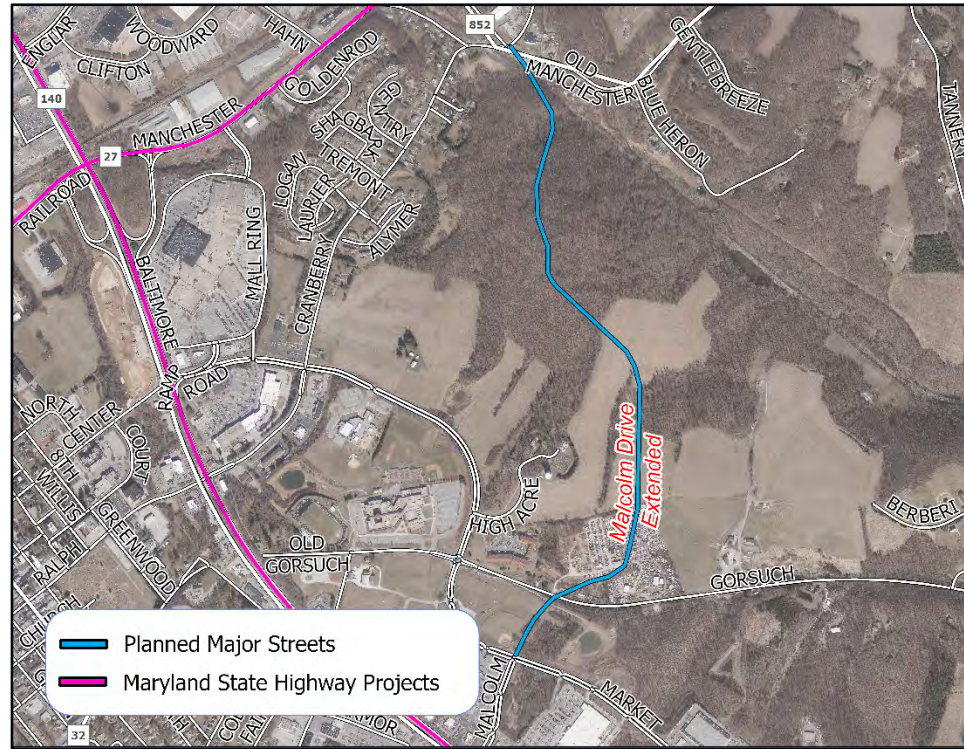 852
ENGLAR
WOODWARD
HAHN
CLIFTON
GOLDENROD
OLD
MANCHESTER
GENTLE BREEZE
BLUE HERON
TANNERY
140
MANCHESTER
27
RAILROAD
GENTRY
SHAGBARK
TREMONT
LOGAN
LAURIER
ALYMER
MALL RING
CRANBERRY
BALTIMORE
RAMP
ROAD
NORTH
CENTER
COURT
8TH
WILLIS
GREENWOOD
RALPH
CHURCH
HIGH ACRE
Malcolm Drive
Extended
BERBERT
OLD
GORSUCH
GORSUCH
Planned Major Streets
Maryland State Highway Projects
MALCOLM
MARKET
32